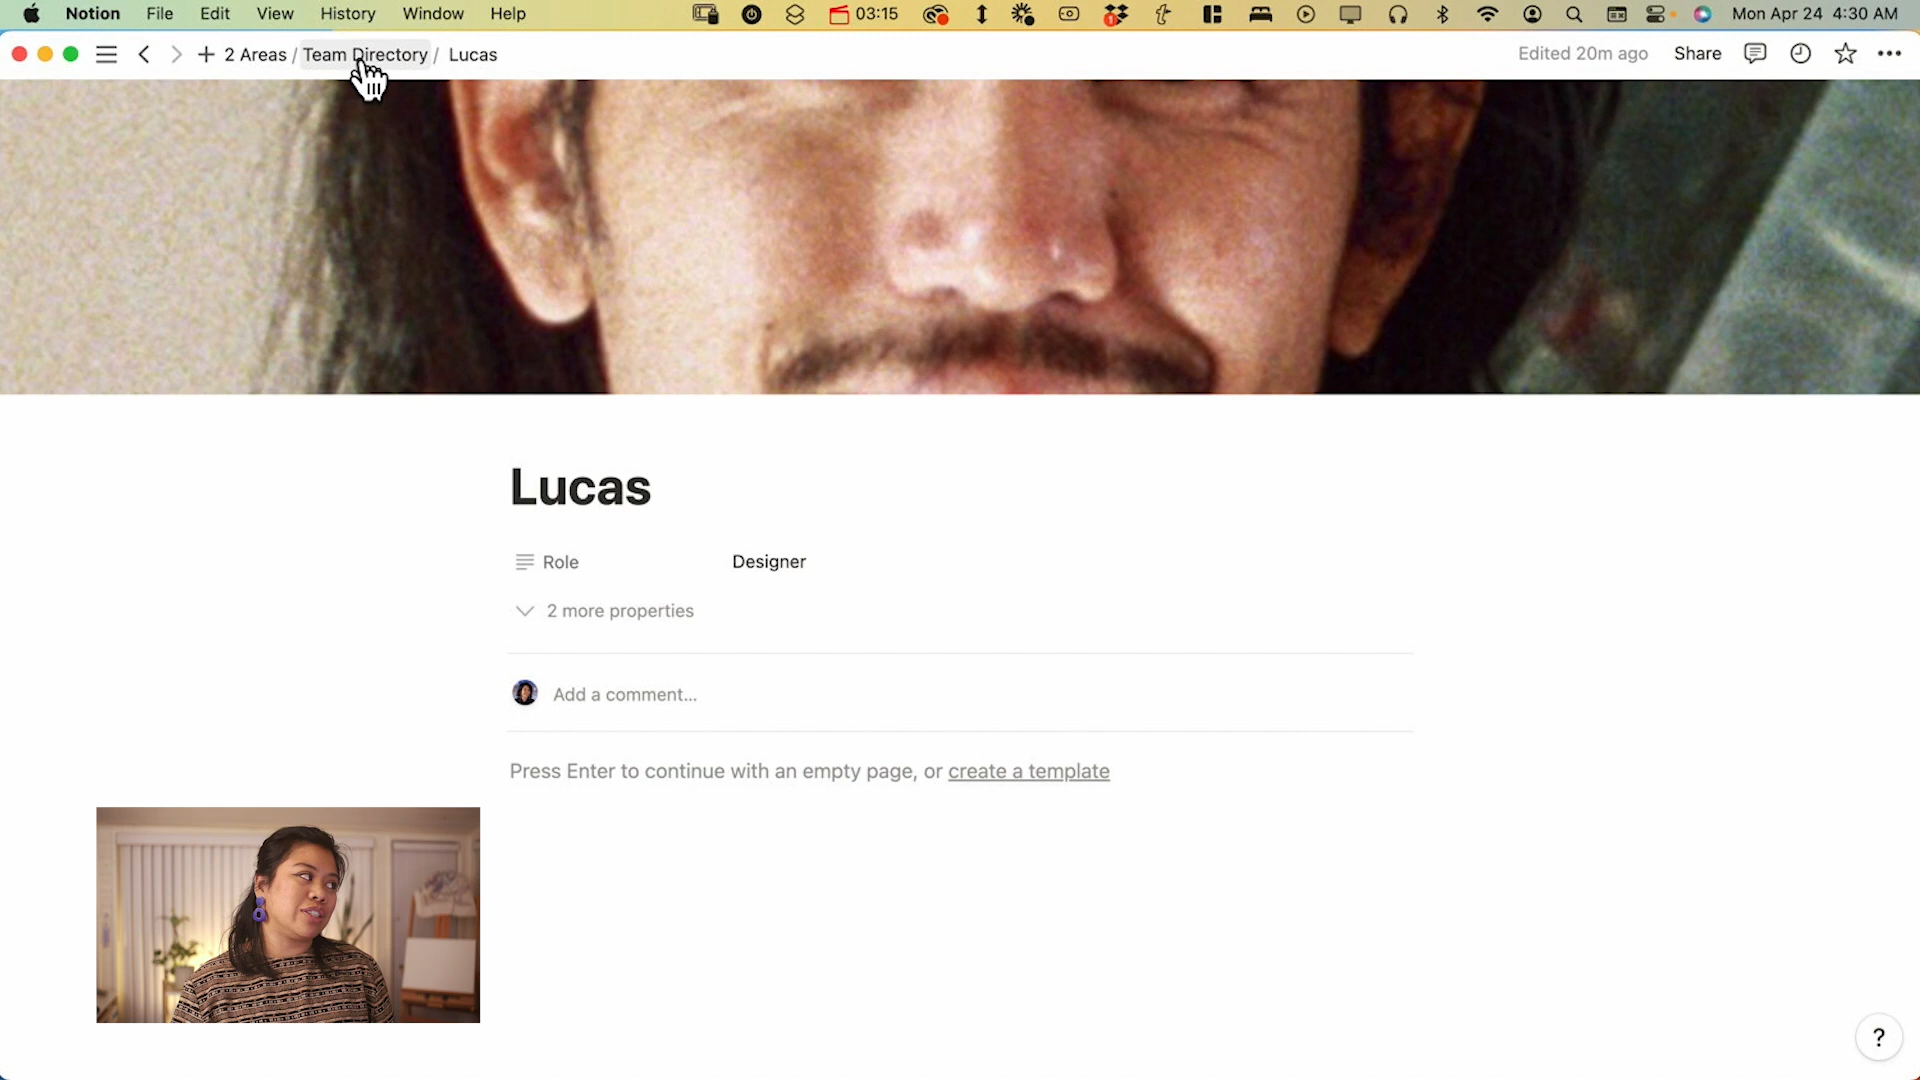 Notion File Edit View History Window Help 03:15 Mon Apr 24 4:30 AM
2 Areas / Team Directory / Lucas Edited 20m ago Share
Lucas
Role Designer
2 more properties
Add a comment...
Press Enter to continue with an empty page, or create a template
?